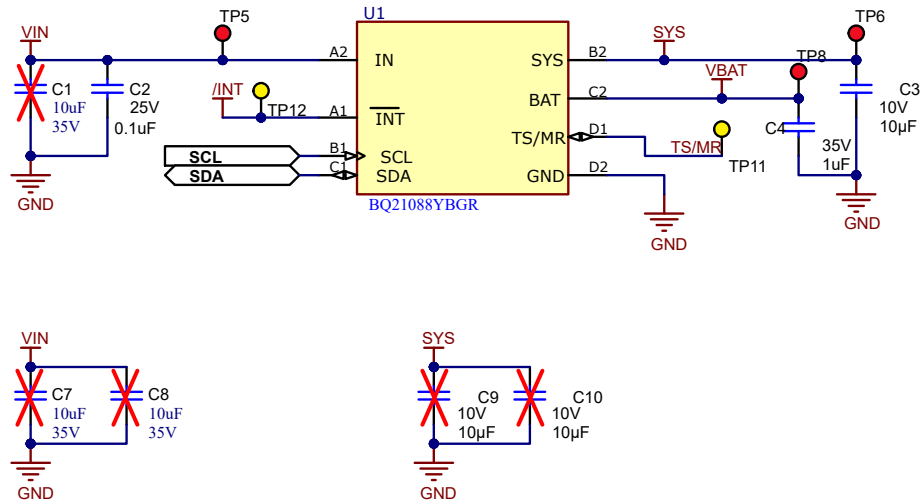 TP5
U1
TP6
VIN
SYS
A2
IN
SYS
B2
TP8
VBAT
C1
10uF
35V
C2
25V
0.1uF
/INT
TP12
A1
INT
BAT
C2
C3
10V
10µF
TS/MR
D1
TS/MR
TP11
C4
35V
1uF
SCL
B1
SCL
SDA
C1
SDA
GND
D2
BQ21088YBGR
GND
GND
GND
VIN
SYS
C7
10uF
35V
C8
10uF
35V
C9
10V
10µF
C10
10V
10µF
GND
GND